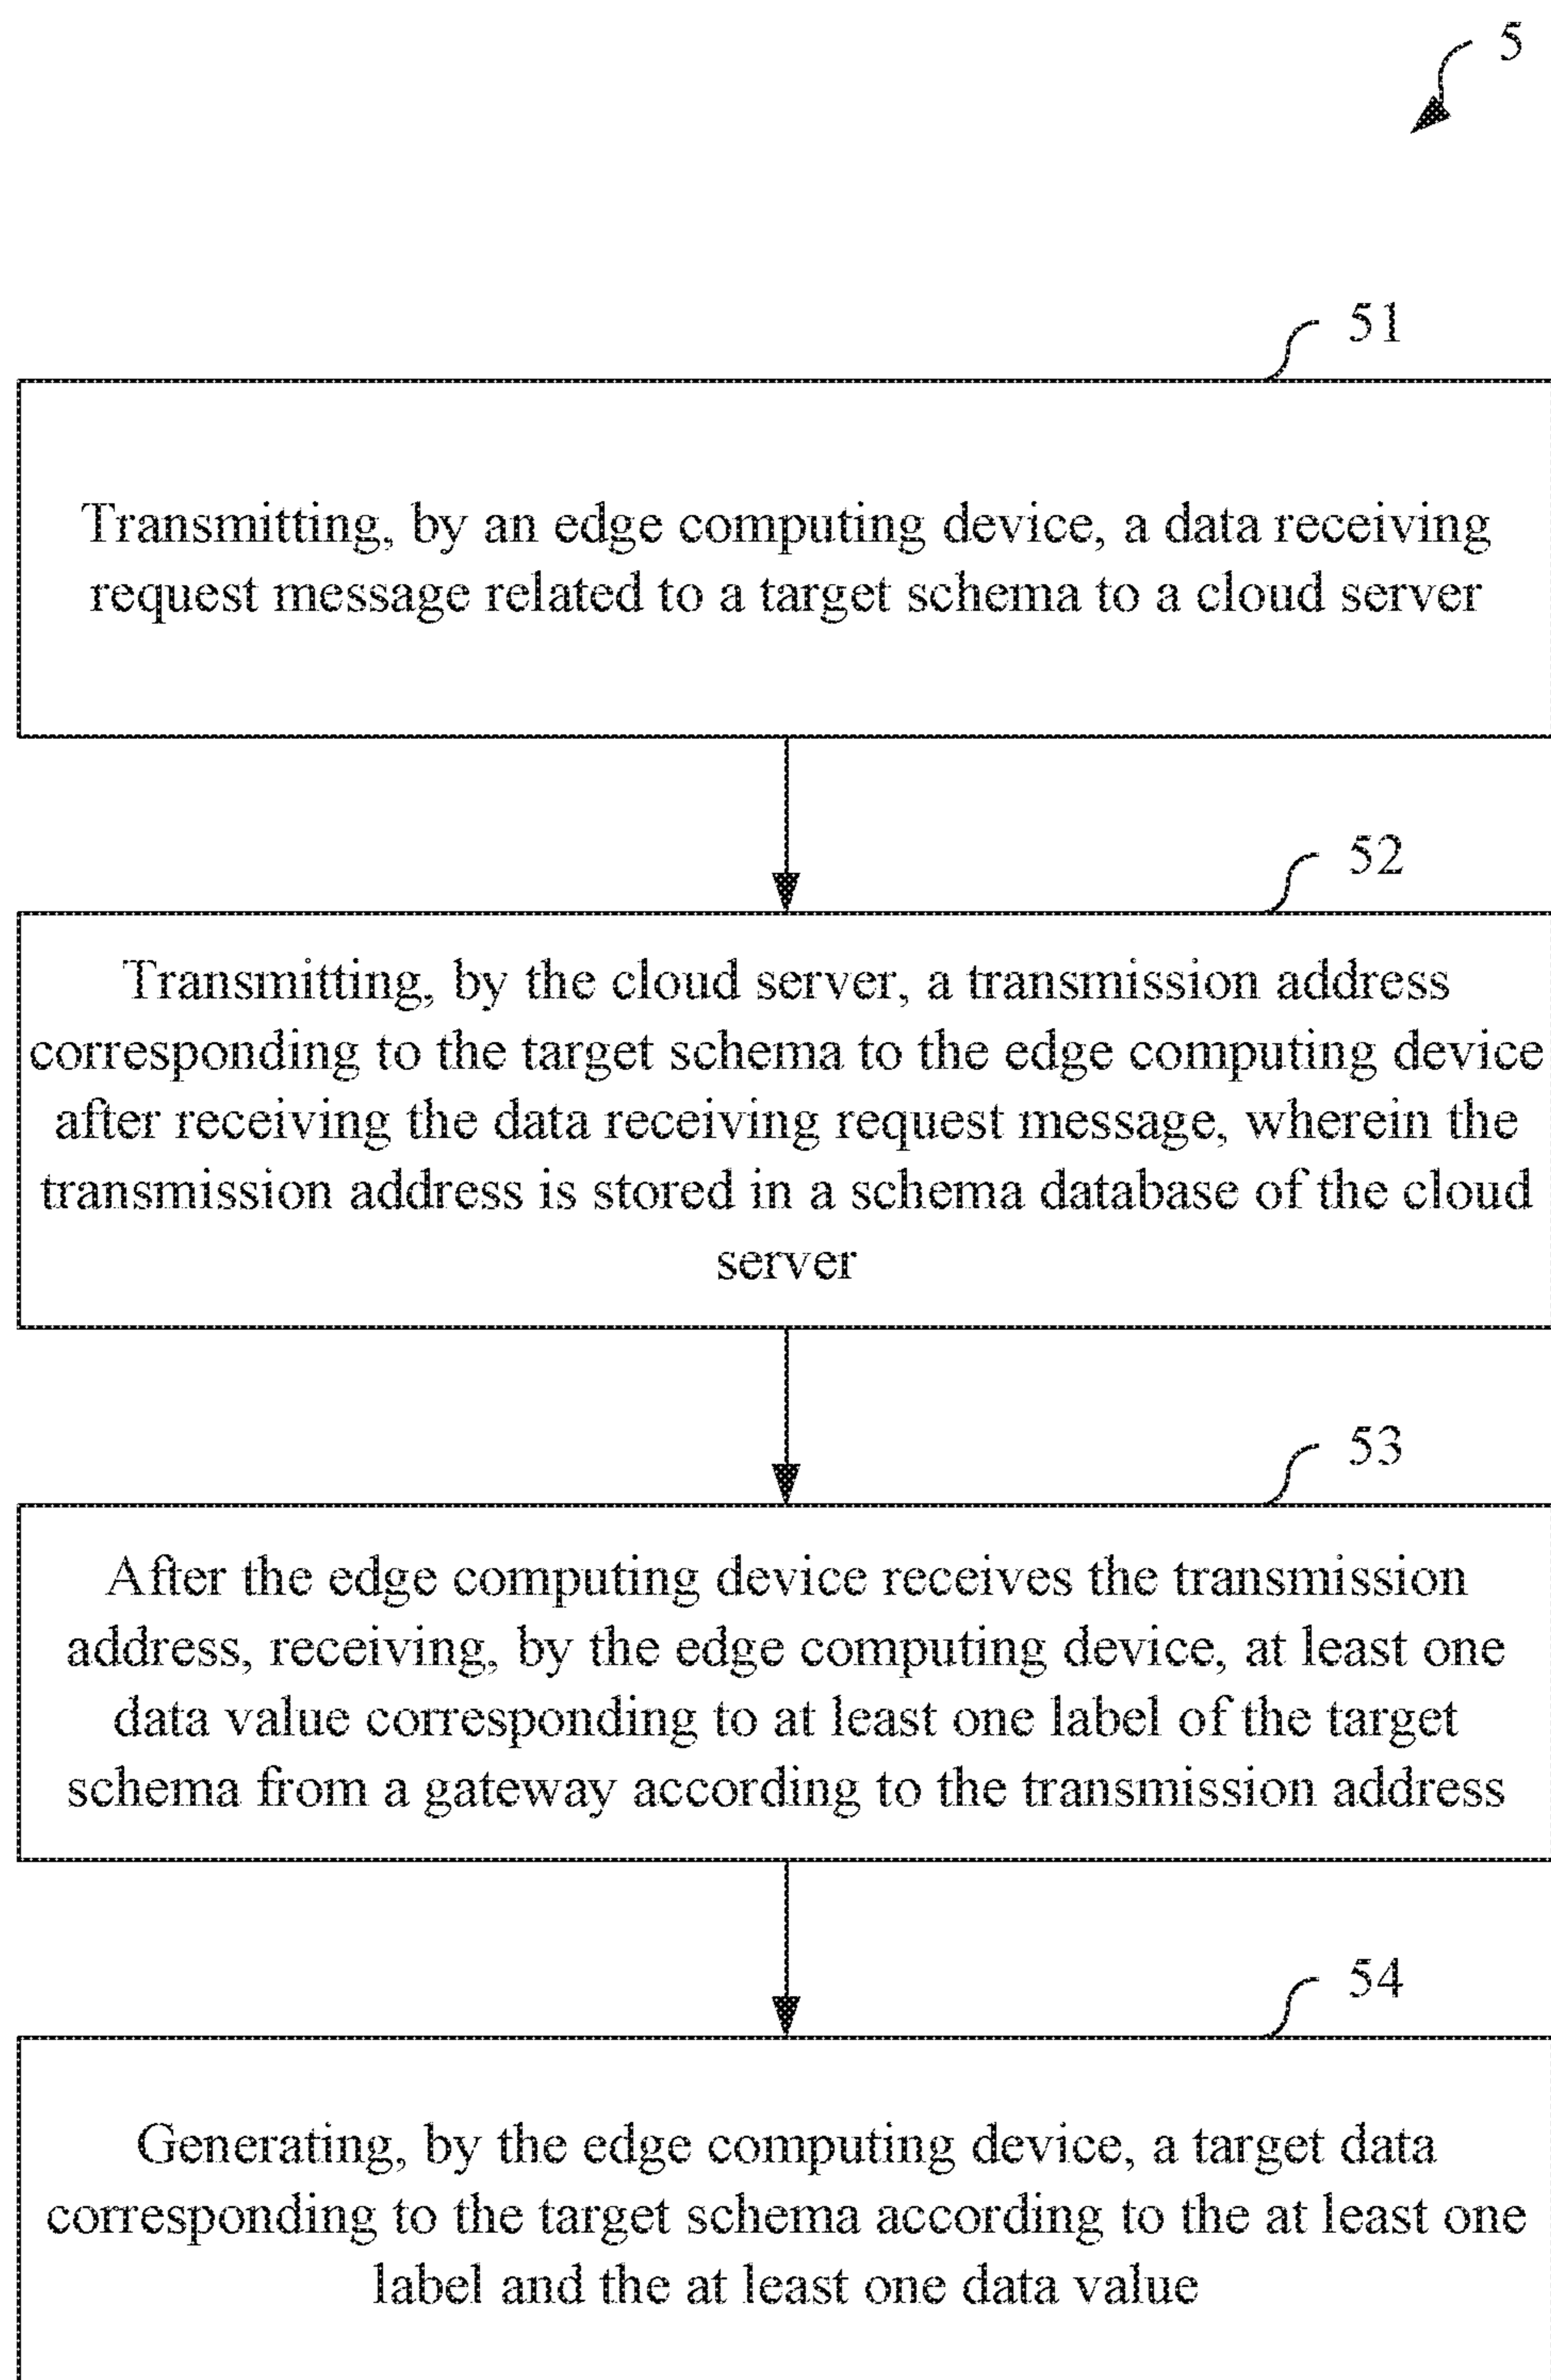 5
51
Transmitting, by an edge computing device, a data receiving
request message related to a target schema to a cloud server
52
Transmitting, by the cloud server, a transmission address
corresponding to the target schema to the edge computing device
after receiving the data receiving request message, wherein the
transmission address is stored in a schema database of the cloud
server
53
After the edge computing device receives the transmission
address, receiving, by the edge computing device, at least one
data value corresponding to at least one label of the target
schema from a gateway according to the transmission address
54
Generating, by the edge computing device, a target data
corresponding to the target schema according to the at least one
label and the at least one data value